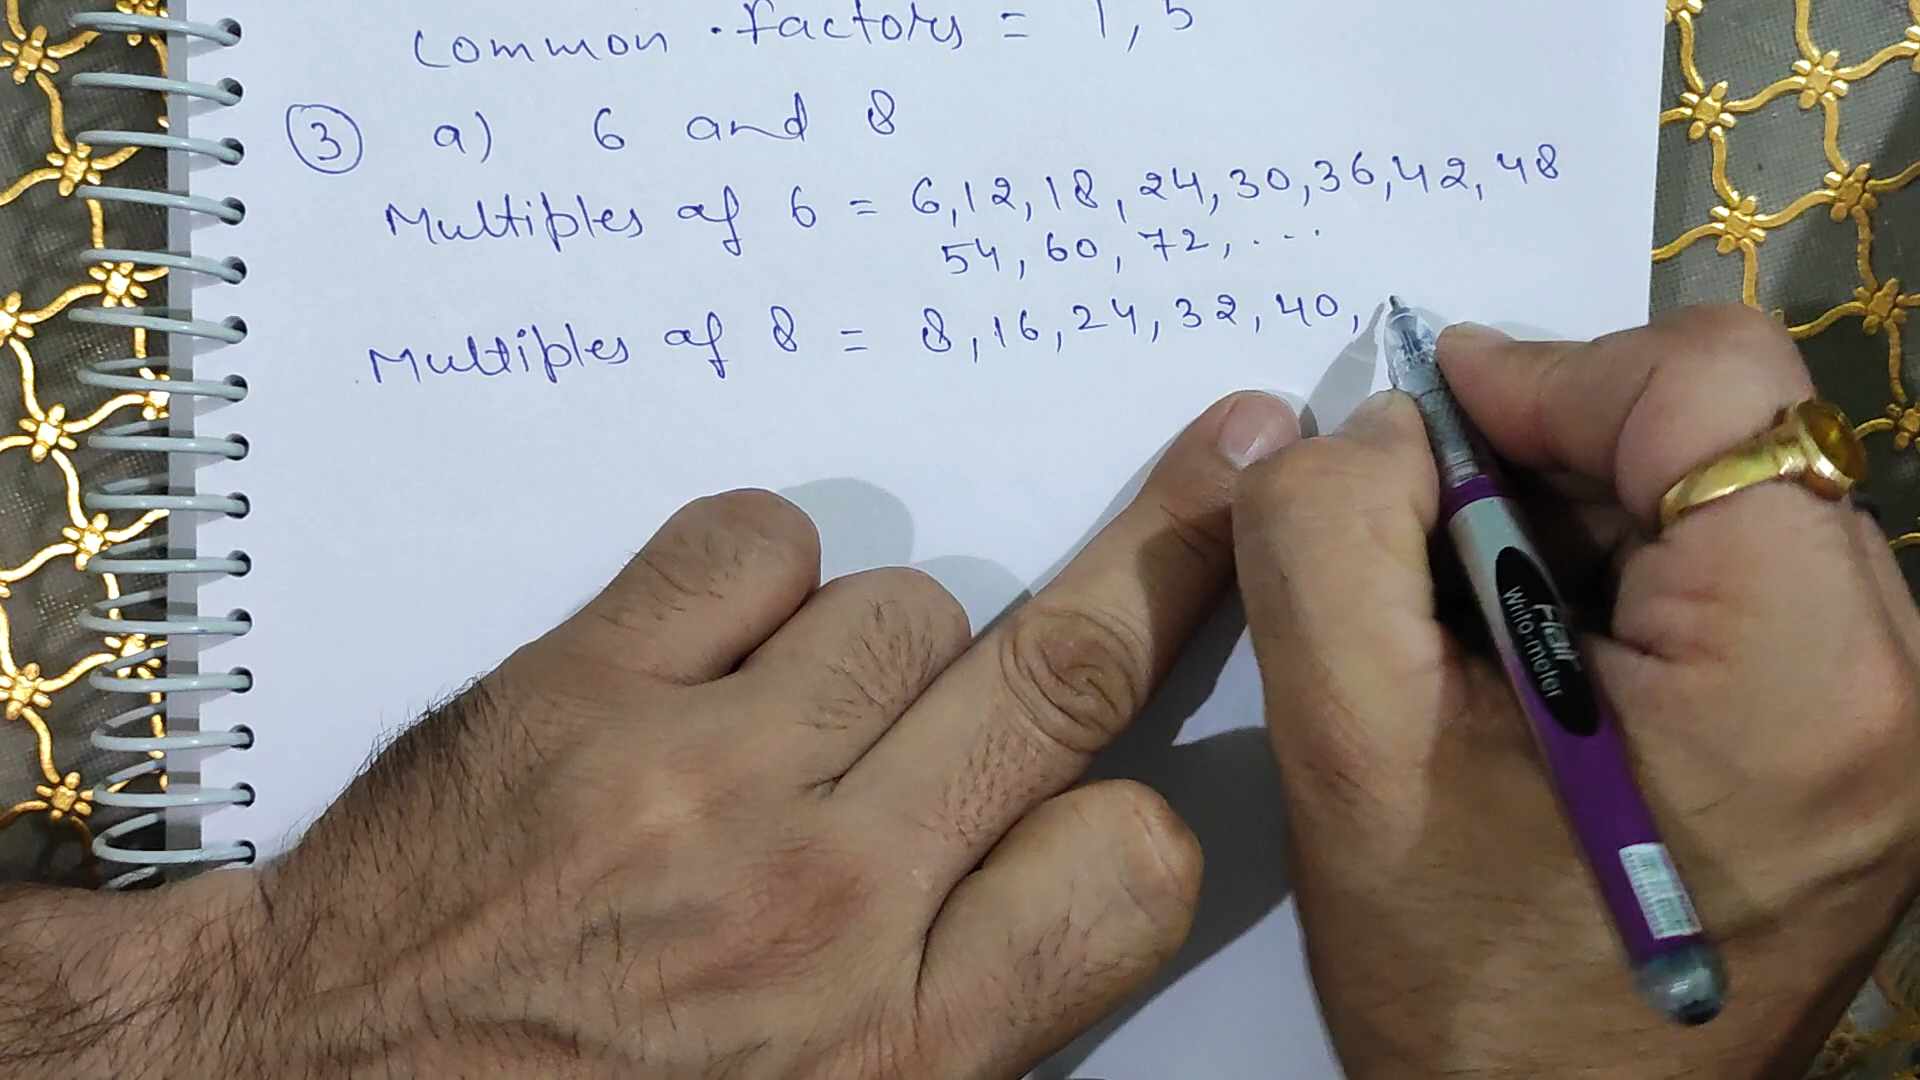 common factors = 1, 5
③ a) 6 and 8
Multiples of 6 = 6, 12, 18, 24, 30, 36, 42, 48
54, 60, 72, ....
Multiples of 8 = 8, 16, 24, 32, 40,
Flair
Writo-meter